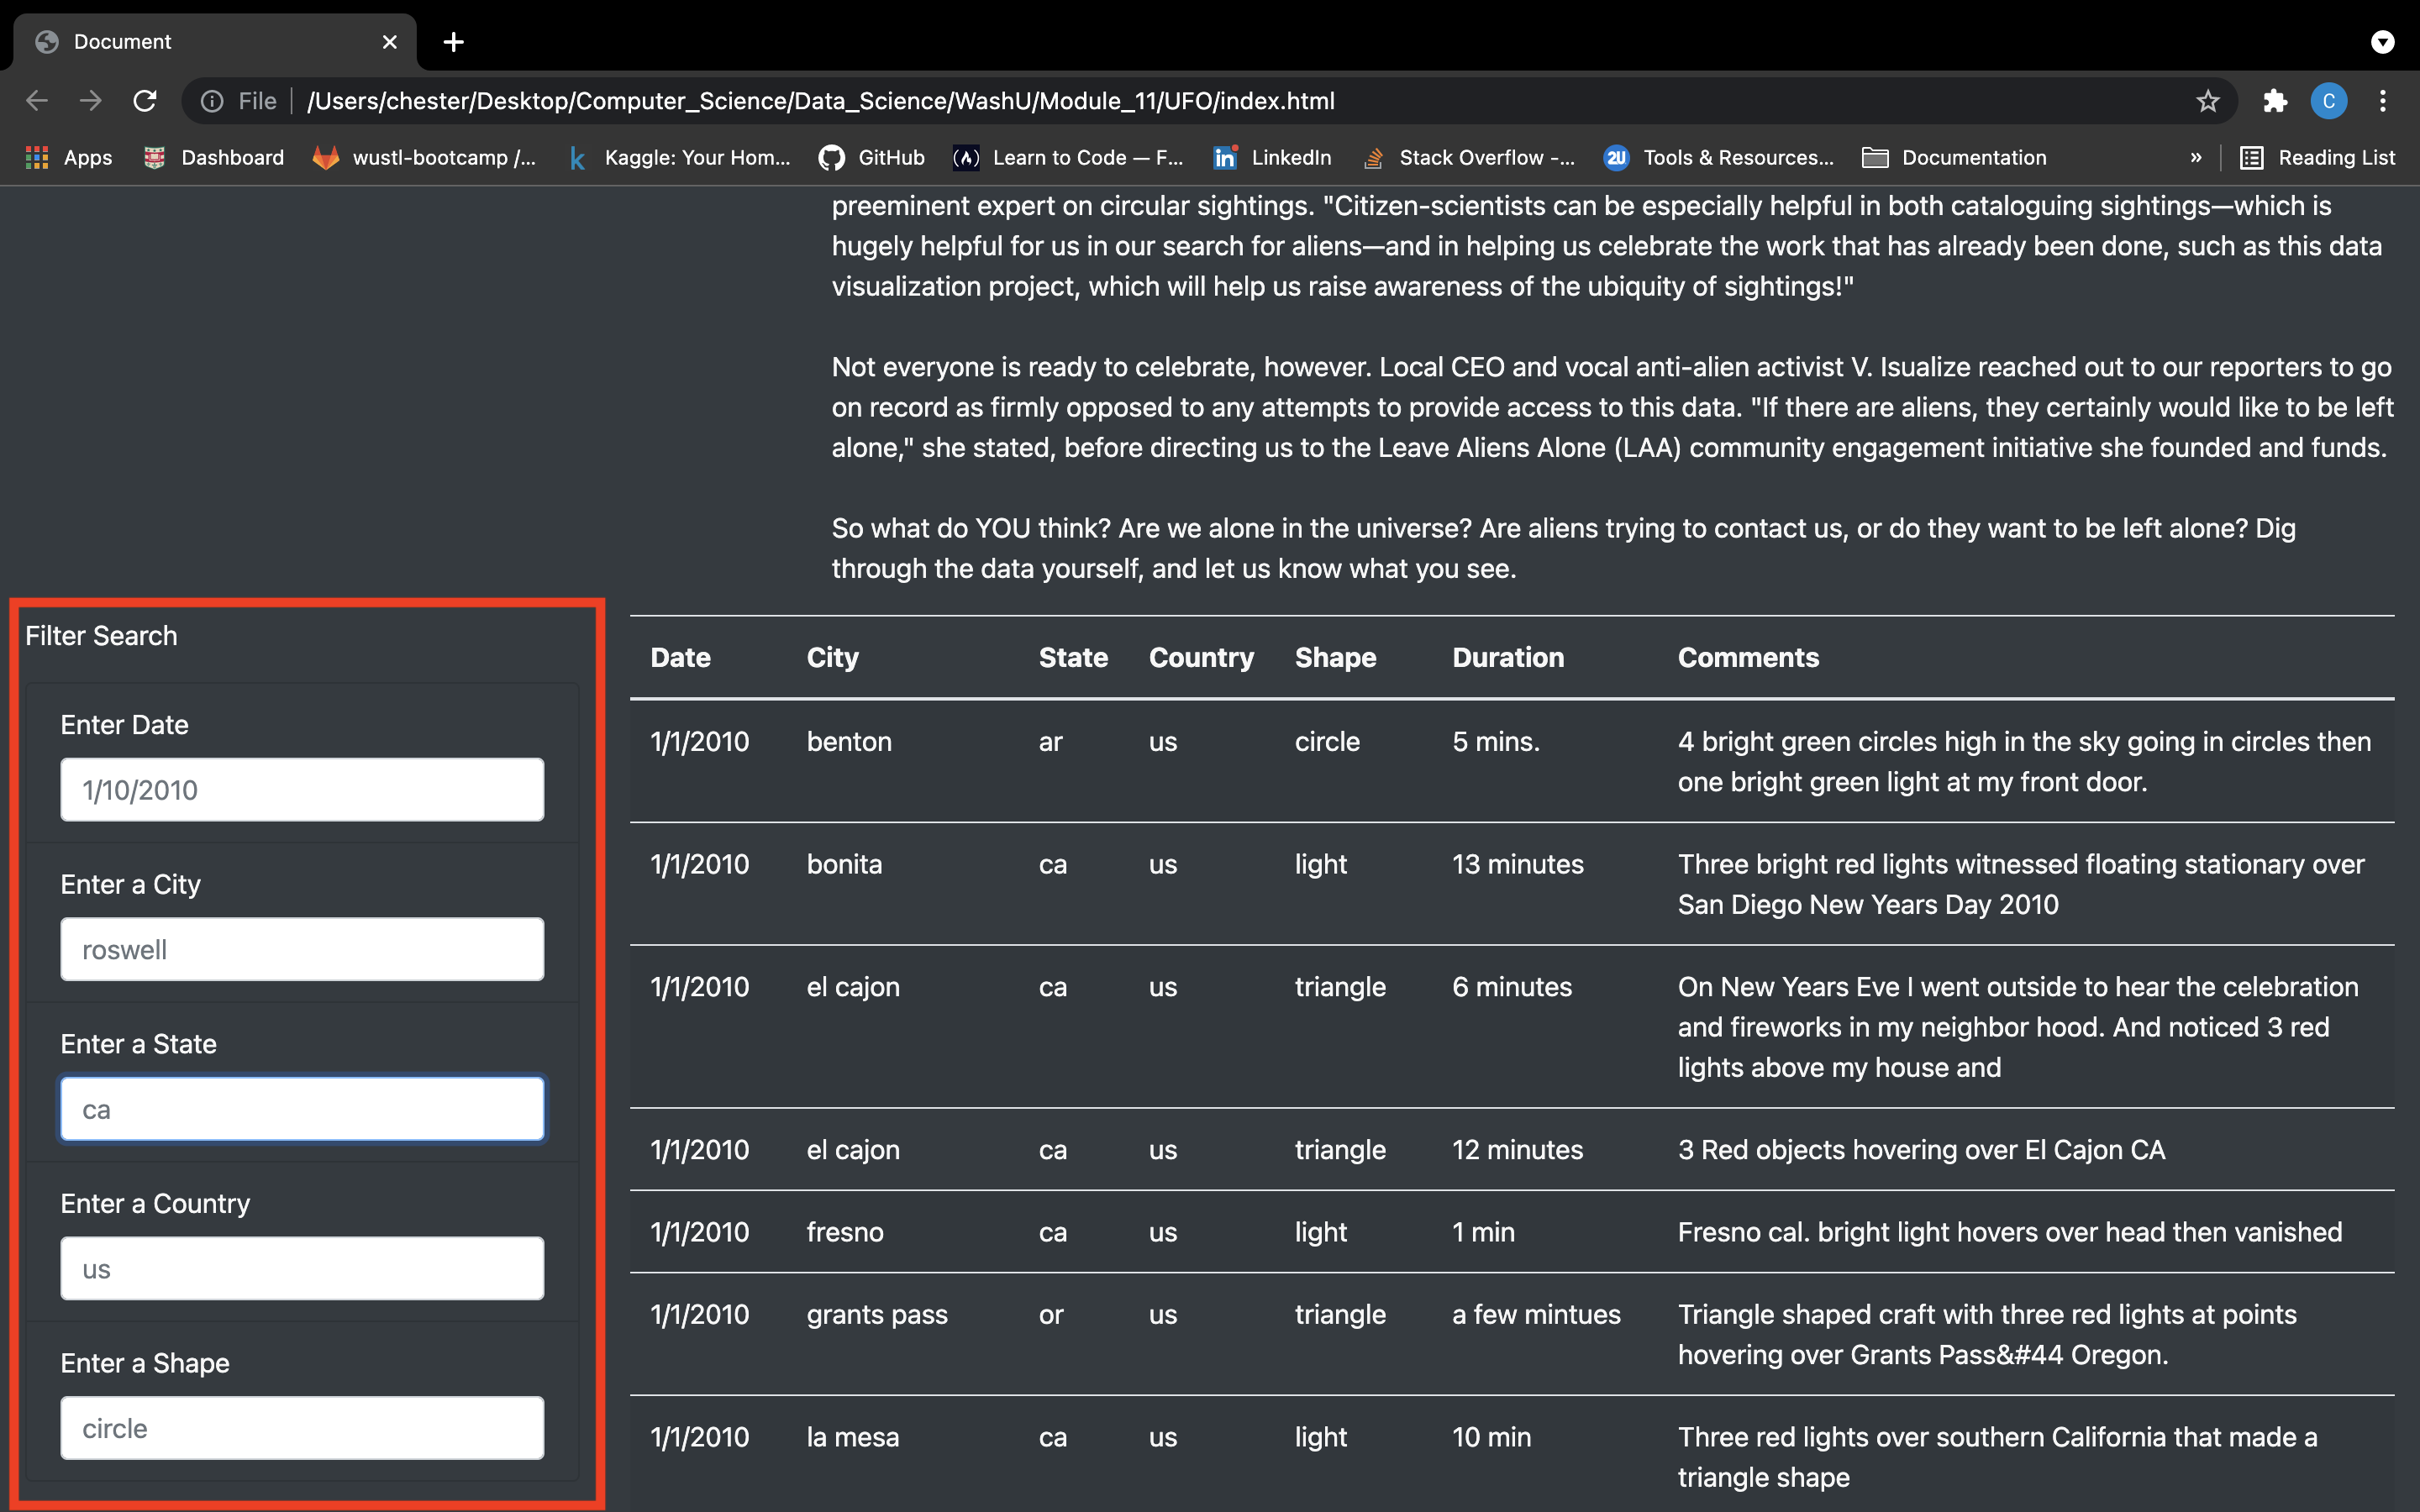 Document
File /Users/chester/Desktop/Computer_Science/Data_Science/WashU/Module_11/UFO/index.html
C
Apps Dashboard wustl-bootcamp /... Kaggle: Your Hom... GitHub Learn to Code — F... LinkedIn Stack Overflow -... Tools & Resources... Documentation » Reading List
preeminent expert on circular sightings. "Citizen-scientists can be especially helpful in both cataloguing sightings—which is
hugely helpful for us in our search for aliens—and in helping us celebrate the work that has already been done, such as this data
visualization project, which will help us raise awareness of the ubiquity of sightings!"
Not everyone is ready to celebrate, however. Local CEO and vocal anti-alien activist V. Isualize reached out to our reporters to go
on record as firmly opposed to any attempts to provide access to this data. "If there are aliens, they certainly would like to be left
alone," she stated, before directing us to the Leave Aliens Alone (LAA) community engagement initiative she founded and funds.
So what do YOU think? Are we alone in the universe? Are aliens trying to contact us, or do they want to be left alone? Dig
through the data yourself, and let us know what you see.
Filter Search
Enter Date
1/10/2010
Enter a City
roswell
Enter a State
ca
Enter a Country
us
Enter a Shape
circle
Date City State Country Shape Duration Comments
1/1/2010 benton ar us circle 5 mins. 4 bright green circles high in the sky going in circles then
one bright green light at my front door.
1/1/2010 bonita ca us light 13 minutes Three bright red lights witnessed floating stationary over
San Diego New Years Day 2010
1/1/2010 el cajon ca us triangle 6 minutes On New Years Eve I went outside to hear the celebration
and fireworks in my neighbor hood. And noticed 3 red
lights above my house and
1/1/2010 el cajon ca us triangle 12 minutes 3 Red objects hovering over El Cajon CA
1/1/2010 fresno ca us light 1 min Fresno cal. bright light hovers over head then vanished
1/1/2010 grants pass or us triangle a few mintues Triangle shaped craft with three red lights at points
hovering over Grants Pass&#44 Oregon.
1/1/2010 la mesa ca us light 10 min Three red lights over southern California that made a
triangle shape